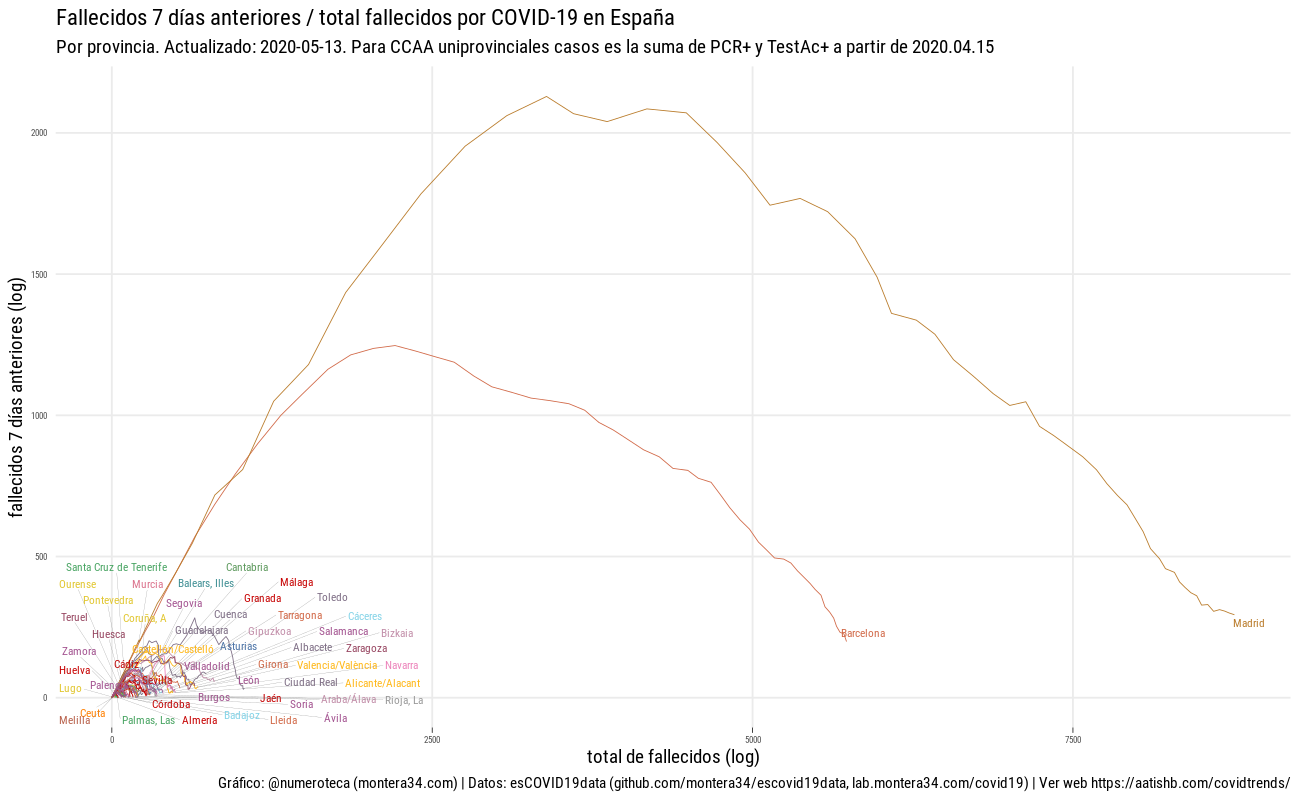 Fallecidos 7 días anteriores / total fallecidos por COVID-19 en España
Por provincia. Actualizado: 2020-05-13. Para CCAA uniprovinciales casos es la suma de PCR+ y TestAc+ a partir de 2020.04.15
fallecidos 7 días anteriores (log)
2000
1500
1000
500
0
Santa Cruz de Tenerife
Cantabria
Ourense
Murcia
Balears, Illes
Málaga
Pontevedra
Segovia
Granada
Toledo
Teruel
Coruña, A
Cuenca
Tarragona
Cáceres
Huesca
Guadalajara
Gipuzkoa
Salamanca
Bizkaia
Zamora
Castellón/Castelló
Asturias
Albacete
Zaragoza
Huelva
Cádiz
Valladolid
Girona
Valencia/València
Navarra
Lugo
Sevilla
León
Ciudad Real
Alicante/Alacant
Burgos
Jaén
Araba/Álava
Rioja, La
Córdoba
Soria
Ceuta
Melilla
Palmas, Las
Almería
Badajoz
Lleida
Ávila
Barcelona
Madrid
0
2500
5000
7500
total de fallecidos (log)
Gráfico: @numeroteca (montera34.com) | Datos: esCOVID19data (github.com/montera34/escovid19data, lab.montera34.com/covid19) | Ver web https://aatishb.com/covidtrends/